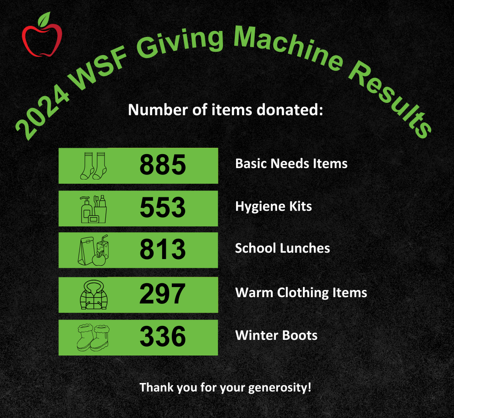 2024 WSF Giving Machine Results
Number of items donated:
885 Basic Needs Items
553 Hygiene Kits
813 School Lunches
297 Warm Clothing Items
336 Winter Boots
Thank you for your generosity!